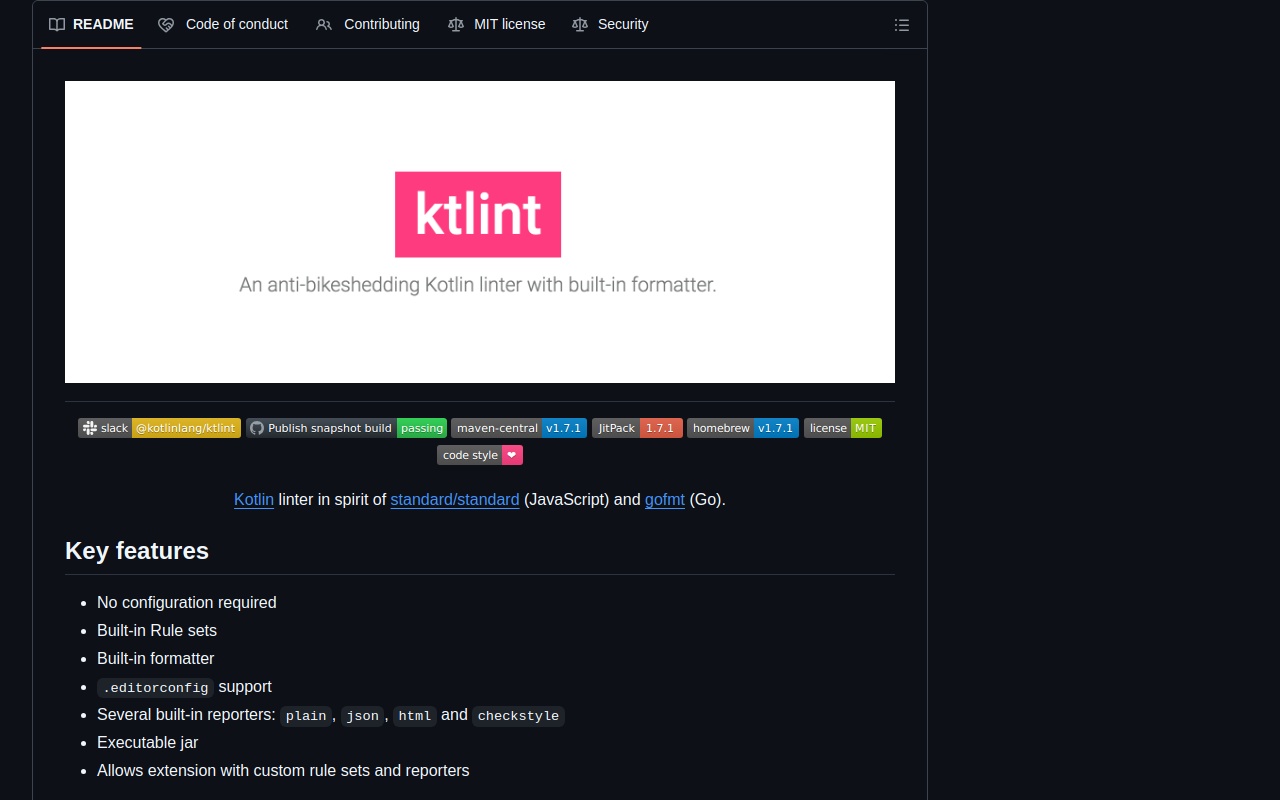 README Code of conduct Contributing MIT license Security
ktlint
An anti-bikeshedding Kotlin linter with built-in formatter.
slack @kotlinlang/ktlint Publish snapshot build passing maven-central v1.7.1 JitPack 1.7.1 homebrew v1.7.1 license MIT
code style ❤
Kotlin linter in spirit of standard/standard (JavaScript) and gofmt (Go).
Key features
No configuration required
Built-in Rule sets
Built-in formatter
.editorconfig support
Several built-in reporters: plain, json, html and checkstyle
Executable jar
Allows extension with custom rule sets and reporters